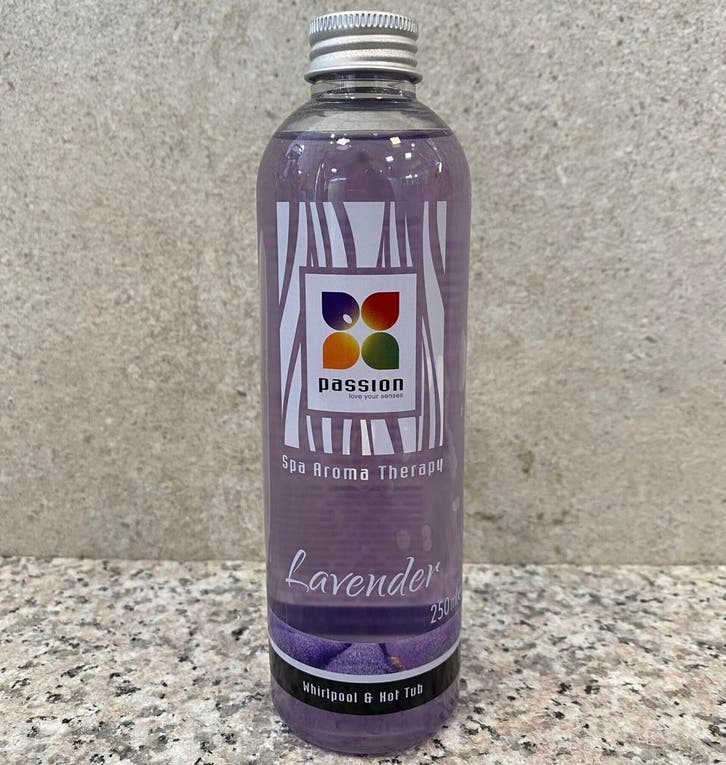 passion
love your senses
Spa Aroma Therapy
Lavender
250ml
Whirlpool & Hot Tub